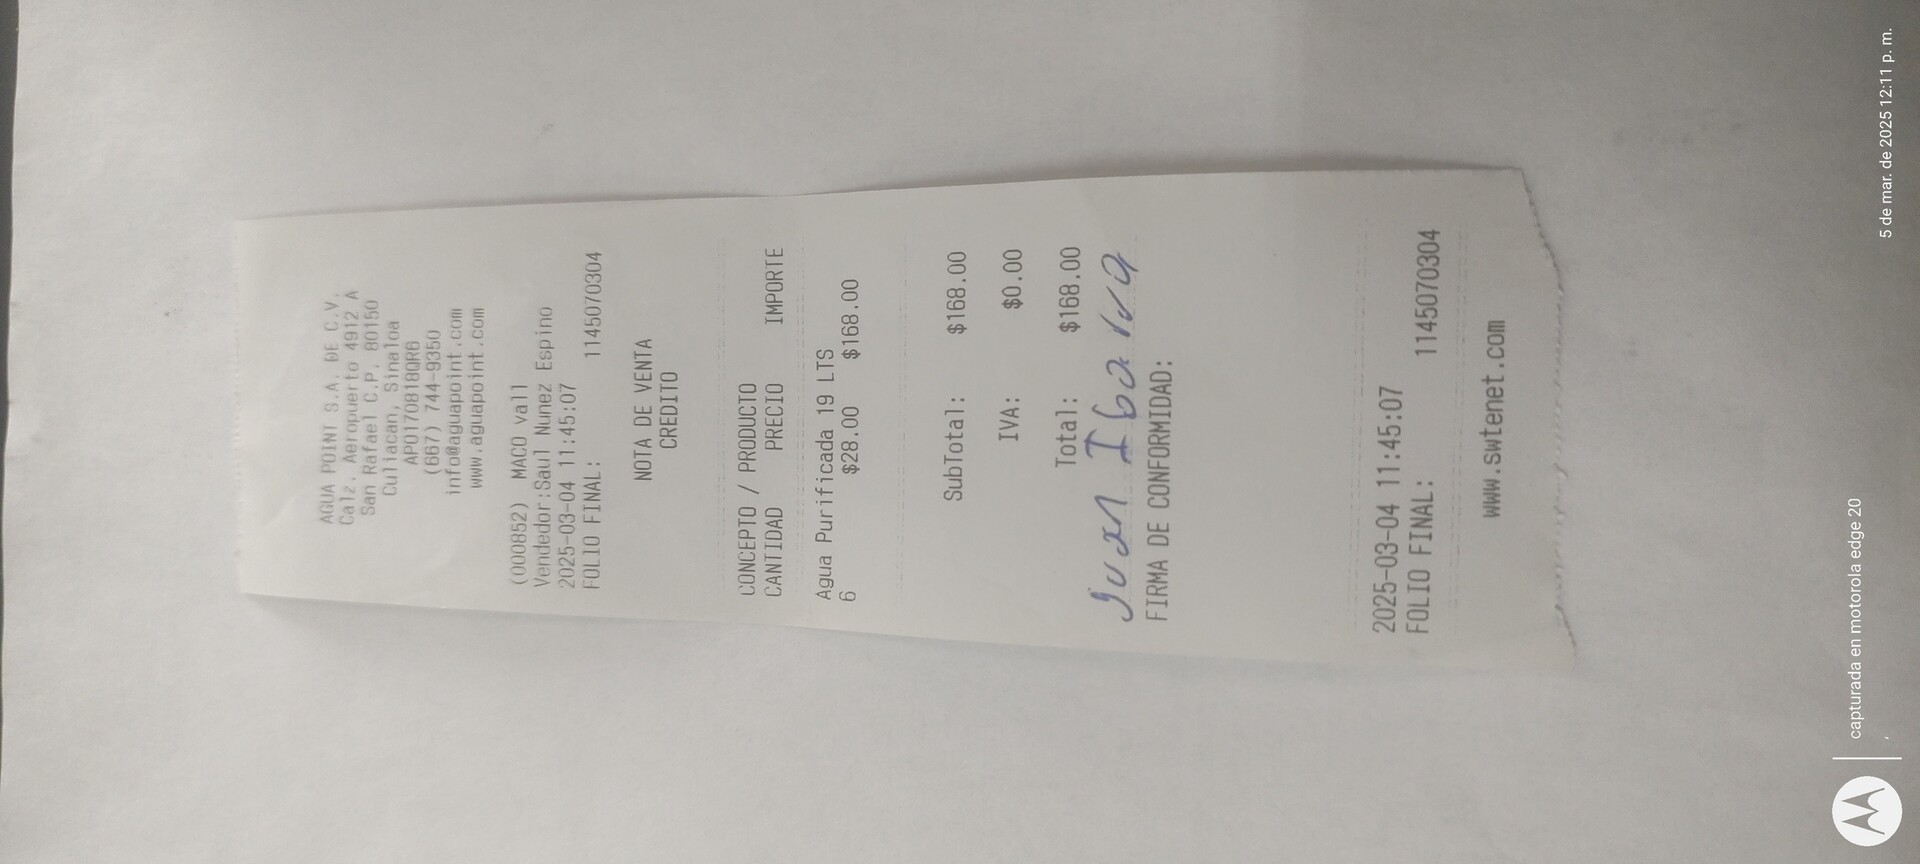 AGUA POINT S.A. DE C.V.
Calz. Aeropuerto 4912 A
San Rafael C.P. 80150
Culiacan, Sinaloa
APO170818QR6
(667) 744-9350
info@aguapoint.com
www.aguapoint.com
(000852) MACO vall
Vendedor:Saul Nunez Espino
2025-03-04 11:45:07
FOLIO FINAL: 1145070304
NOTA DE VENTA
CREDITO
CONCEPTO / PRODUCTO
CANTIDAD PRECIO IMPORTE
Agua Purificada 19 LTS
6 $28.00 $168.00
SubTotal: $168.00
IVA: $0.00
Total: $168.00
Juan Ibarra
FIRMA DE CONFORMIDAD:
2025-03-04 11:45:07
FOLIO FINAL: 1145070304
www.swtenet.com
capturada en motorola edge 20
5 de mar. de 2025 12:11 p. m.